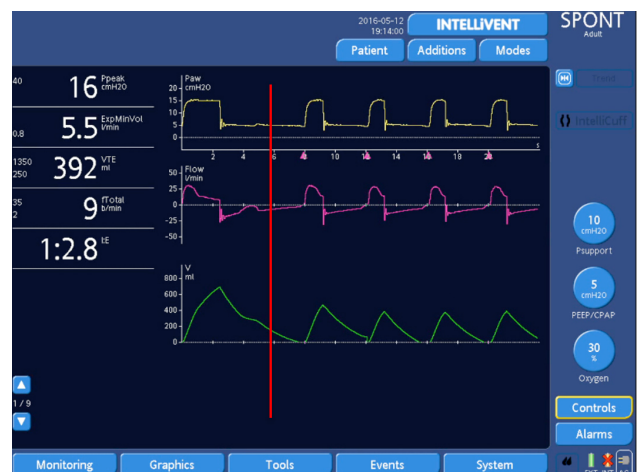 2016-05-12
19:14:00
INTELLiVENT
SPONT
Adult
Patient
Additions
Modes
40
16
Ppeak
cmH2O
0.8
5.5
ExpMinVol
l/min
1350
250
392
VTE
ml
35
2
9
fTotal
b/min
1:2.8
I:E
Paw
cmH2O
20
15
10
5
0
2 4 6 8 10 12 14 16 18 20 s
Flow
l/min
50
25
0
-25
-50
V
ml
800
600
400
200
0
Trend
IntelliCuff
10
cmH2O
Psupport
5
cmH2O
PEEP/CPAP
30
%
Oxygen
1 / 9
Controls
Alarms
Monitoring
Graphics
Tools
Events
System
EXT INT AC